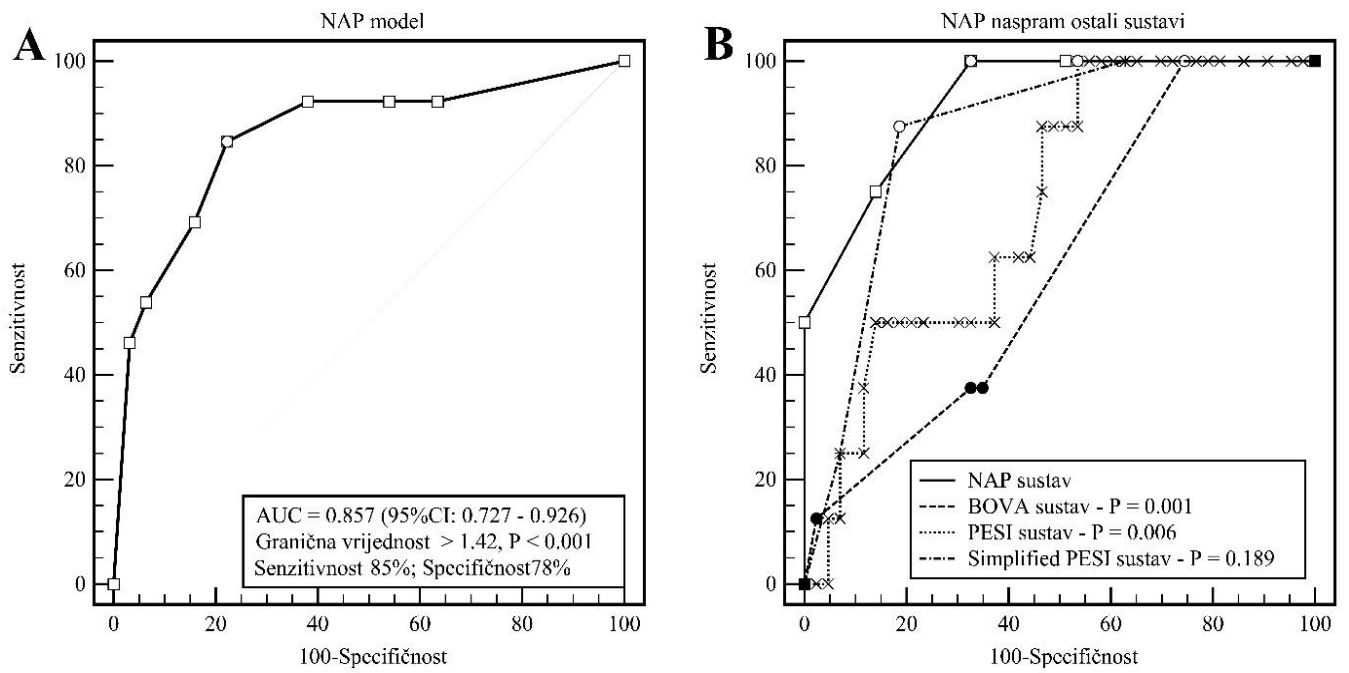 A
NAP model
100
80
60
40
20
0
Senzitivnost
AUC = 0.857 (95%CI: 0.727 - 0.926)
Granična vrijednost > 1.42, P < 0.001
Senzitivnost 85%; Specifičnost78%
0 20 40 60 80 100
100-Specifičnost
B
NAP naspram ostali sustavi
100
80
60
40
20
0
Senzitivnost
NAP sustav
BOVA sustav - P = 0.001
PESI sustav - P = 0.006
Simplified PESI sustav - P = 0.189
0 20 40 60 80 100
100-Specifičnost